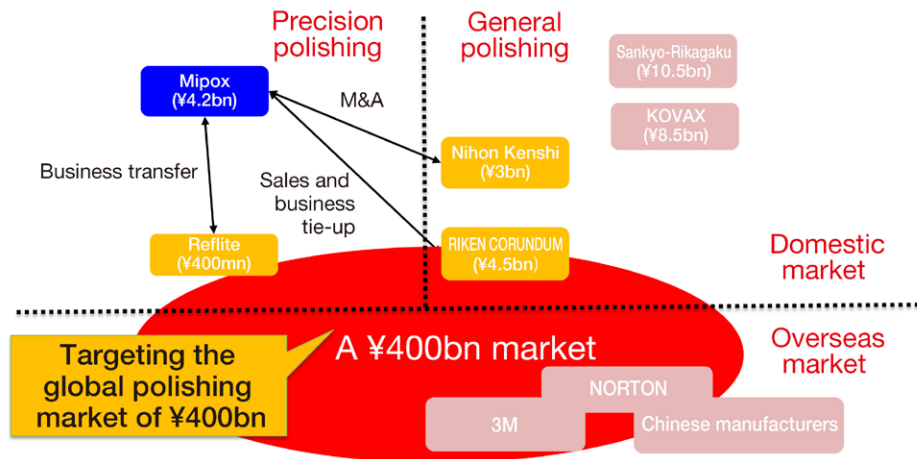 Precision
polishing
General
polishing
Sankyo-Rikagaku
(¥10.5bn)
Mipox
(¥4.2bn)
M&A
KOVAX
(¥8.5bn)
Nihon Kenshi
(¥3bn)
Business transfer
Sales and
business
tie-up
Reflite
(¥400mn)
RIKEN CORUNDUM
(¥4.5bn)
Domestic
market
Overseas
market
Targeting the
global polishing
market of ¥400bn
A ¥400bn market
NORTON
3M
Chinese manufacturers